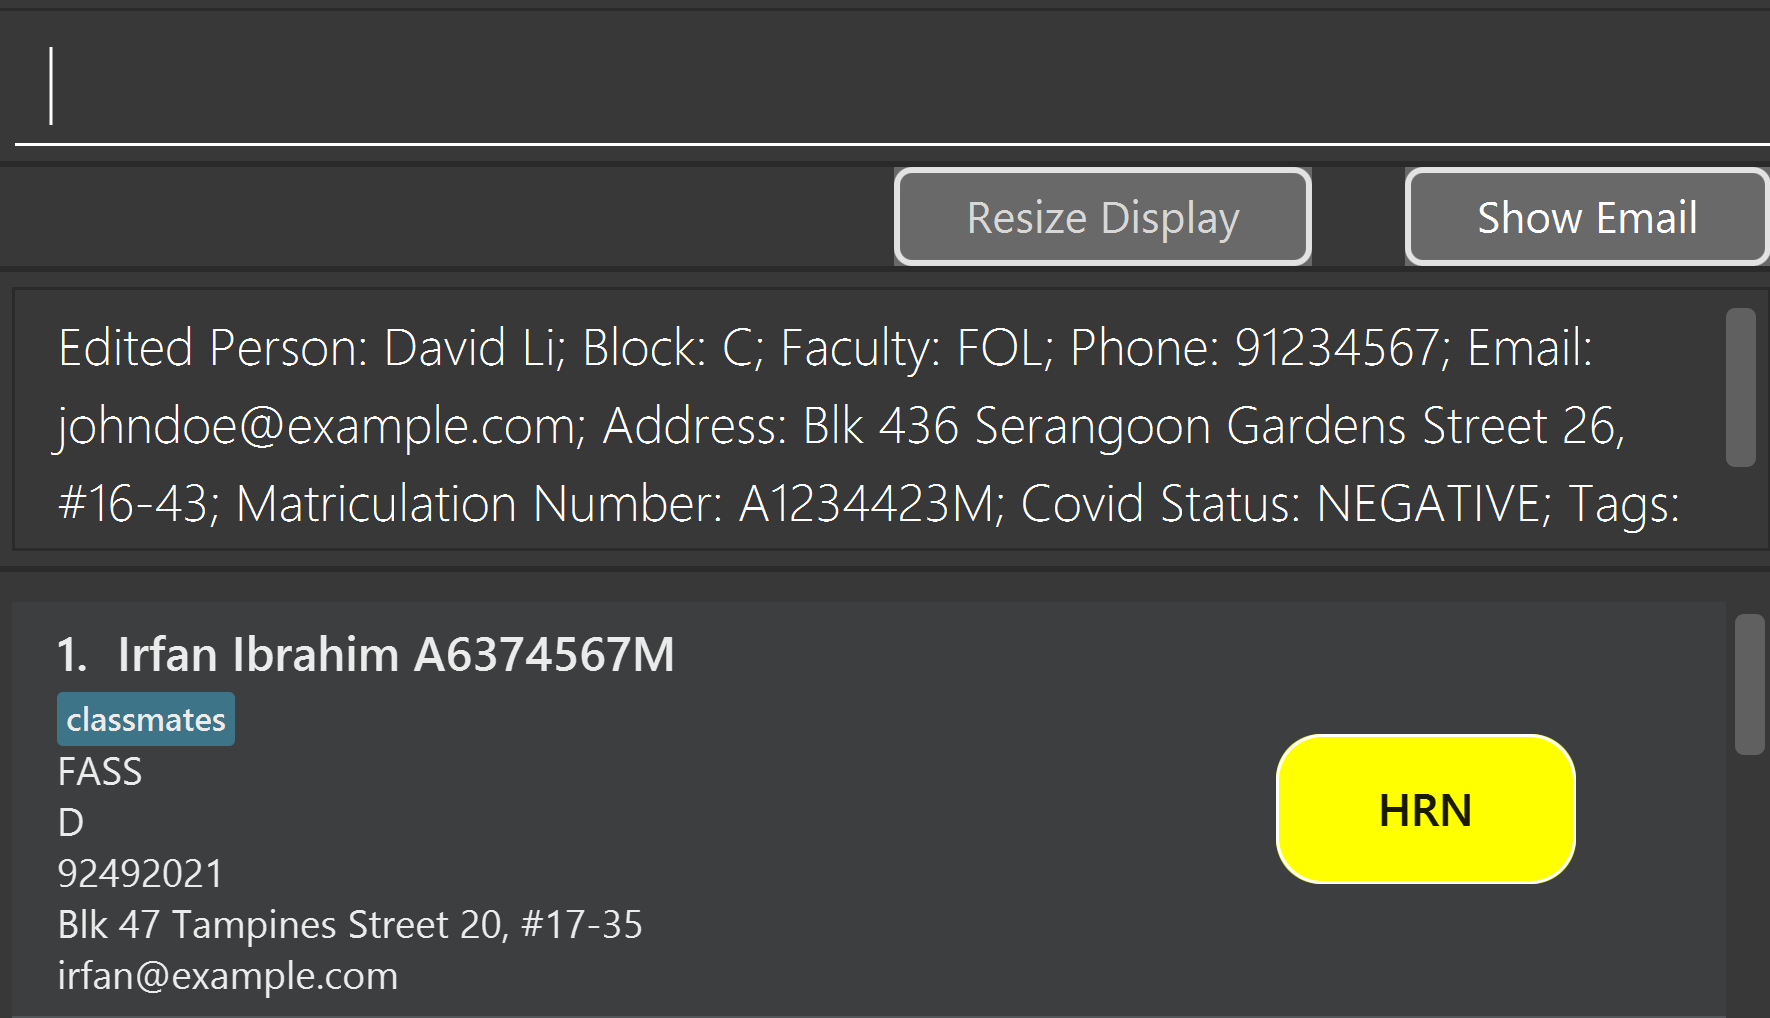 Resize Display
Show Email
Edited Person: David Li; Block: C; Faculty: FOL; Phone: 91234567; Email:
johndoe@example.com; Address: Blk 436 Serangoon Gardens Street 26,
#16-43; Matriculation Number: A1234423M; Covid Status: NEGATIVE; Tags:
1. Irfan Ibrahim A6374567M
classmates
FASS
D
92492021
Blk 47 Tampines Street 20, #17-35
irfan@example.com
HRN